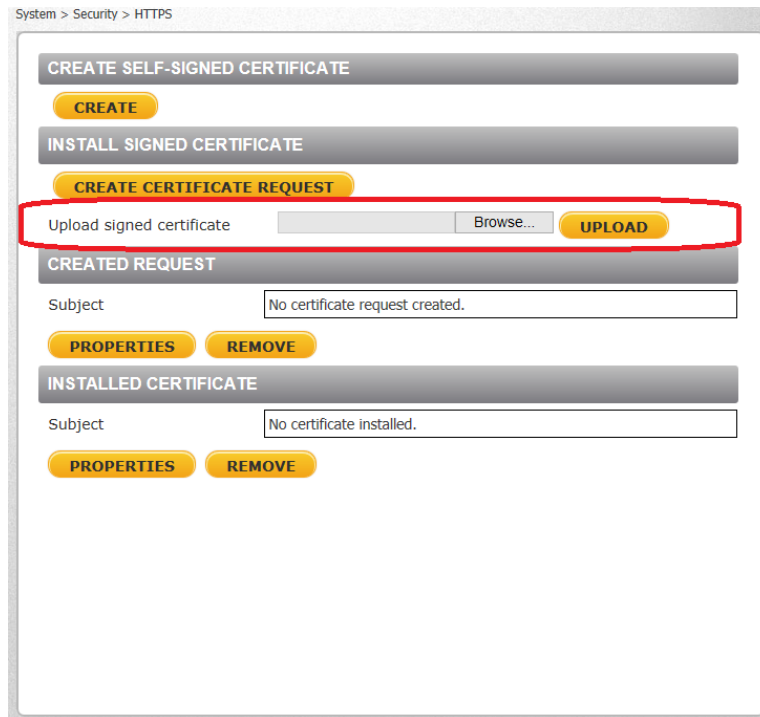 System > Security > HTTPS
CREATE SELF-SIGNED CERTIFICATE
CREATE
INSTALL SIGNED CERTIFICATE
CREATE CERTIFICATE REQUEST
Upload signed certificate Browse... UPLOAD
CREATED REQUEST
Subject No certificate request created.
PROPERTIES REMOVE
INSTALLED CERTIFICATE
Subject No certificate installed.
PROPERTIES REMOVE